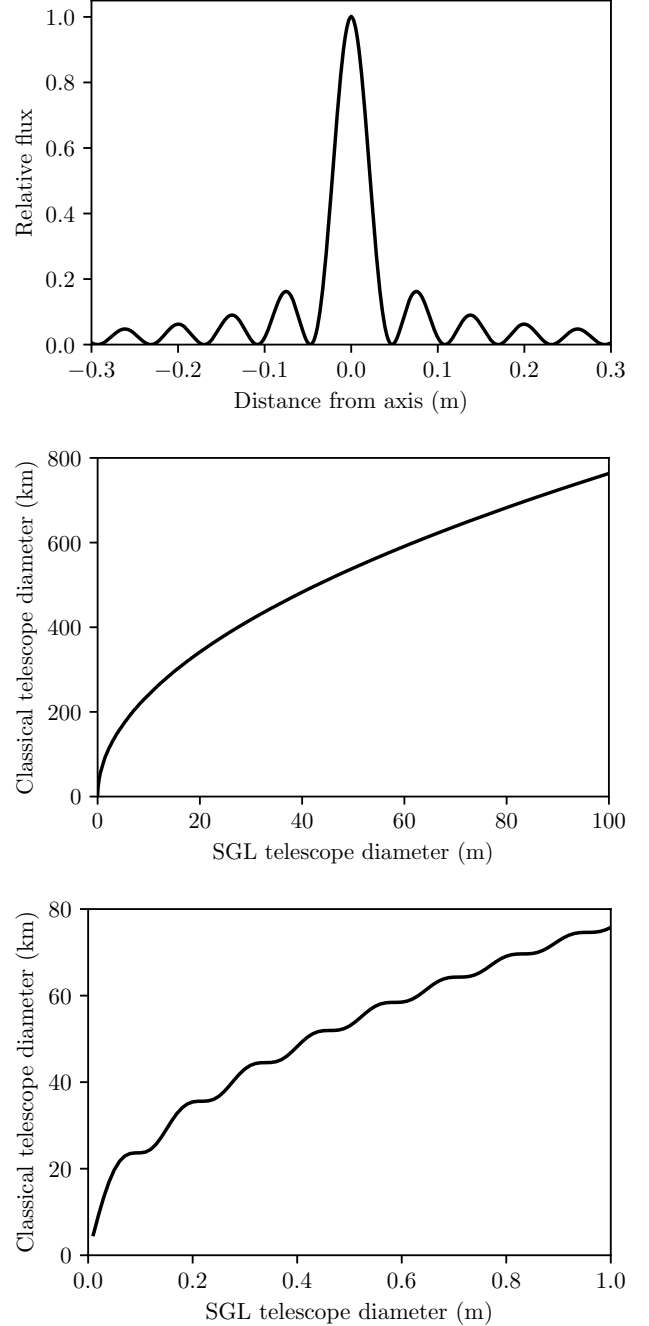 1.0
0.8
0.6
0.4
0.2
0.0
Relative flux
−0.3 −0.2 −0.1 0.0 0.1 0.2 0.3
Distance from axis (m)
800
600
400
200
0
Classical telescope diameter (km)
0 20 40 60 80 100
SGL telescope diameter (m)
80
60
40
20
0
Classical telescope diameter (km)
0.0 0.2 0.4 0.6 0.8 1.0
SGL telescope diameter (m)